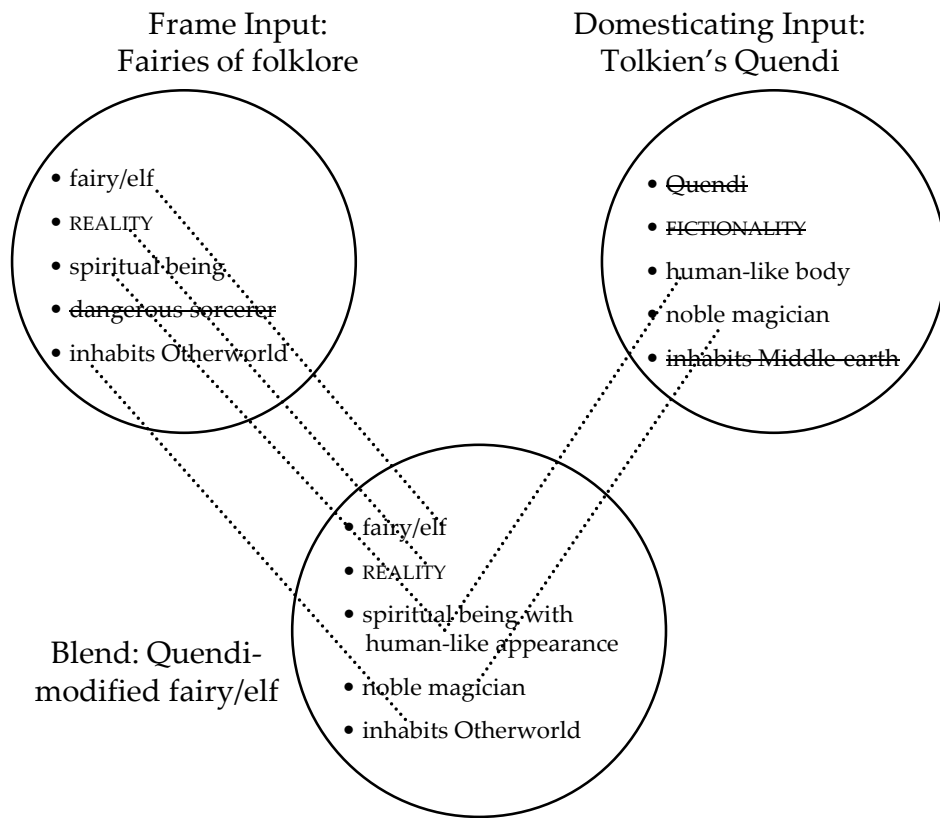 Frame Input:
Fairies of folklore
Domesticating Input:
Tolkien's Quendi
• fairy/elf
• REALITY
• spiritual being
• dangerous sorcerer
• inhabits Otherworld
• Quendi
• FICTIONALITY
• human-like body
• noble magician
• inhabits Middle-earth
• fairy/elf
• REALITY
• spiritual being with
human-like appearance
• noble magician
• inhabits Otherworld
Blend: Quendi-
modified fairy/elf